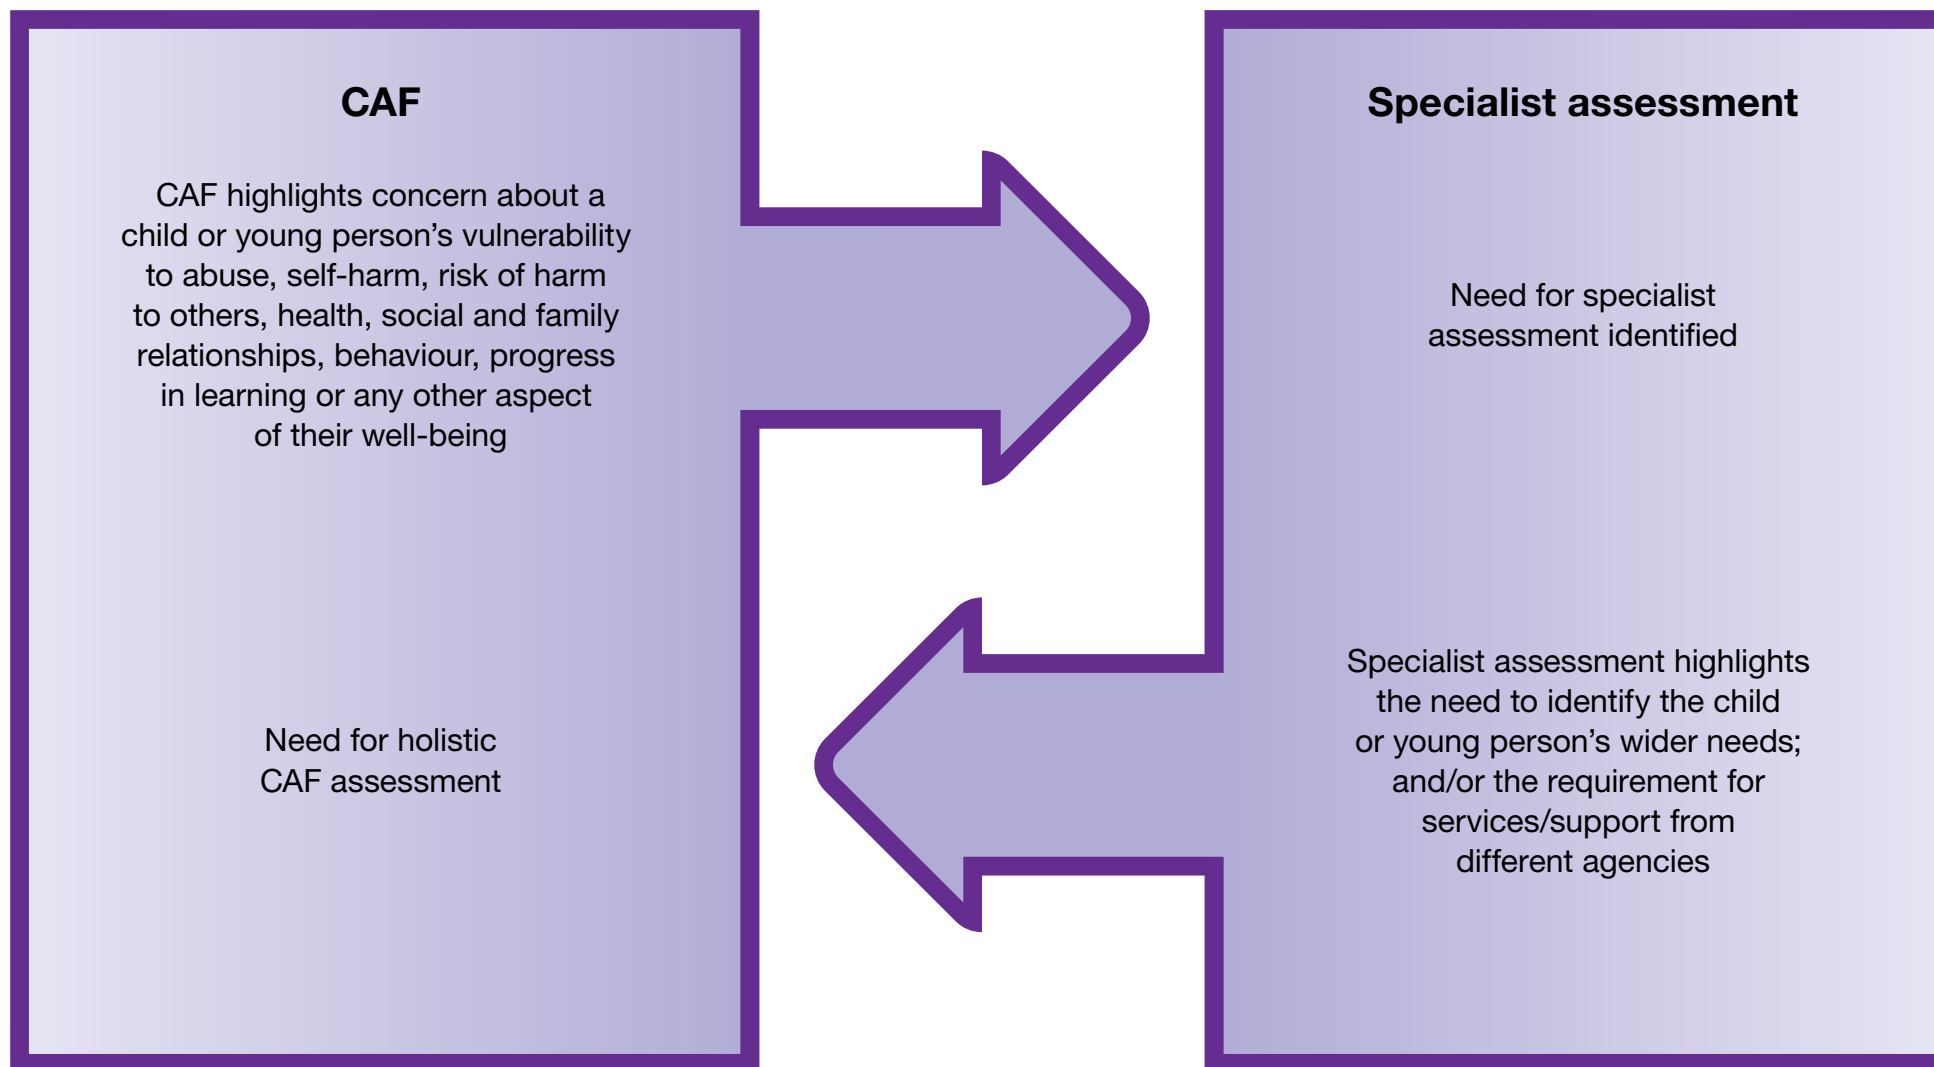 CAF
CAF highlights concern about a
child or young person’s vulnerability
to abuse, self-harm, risk of harm
to others, health, social and family
relationships, behaviour, progress
in learning or any other aspect
of their well-being
Need for holistic
CAF assessment
Specialist assessment
Need for specialist
assessment identified
Specialist assessment highlights
the need to identify the child
or young person’s wider needs;
and/or the requirement for
services/support from
different agencies